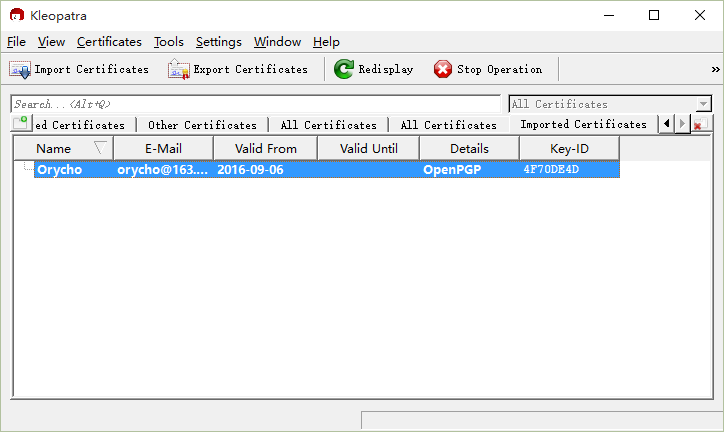 Kleopatra
File View Certificates Tools Settings Window Help
Import Certificates Export Certificates Redisplay Stop Operation »
Search...<Alt+Q> All Certificates
ed Certificates Other Certificates All Certificates All Certificates Imported Certificates
Name E-Mail Valid From Valid Until Details Key-ID
Orycho orycho@163.... 2016-09-06 OpenPGP 4F70DE4D